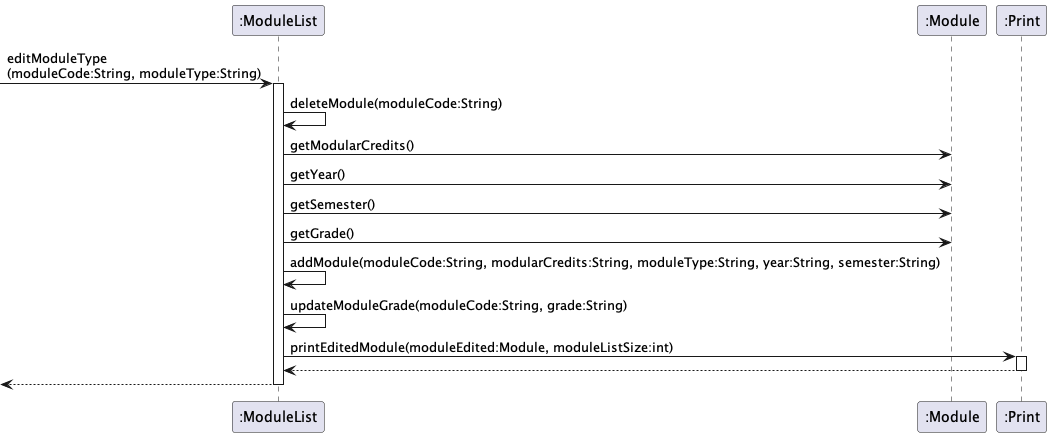 :ModuleList
:Module
:Print
editModuleType
(moduleCode:String, moduleType:String)
deleteModule(moduleCode:String)
getModularCredits()
getYear()
getSemester()
getGrade()
addModule(moduleCode:String, modularCredits:String, moduleType:String, year:String, semester:String)
updateModuleGrade(moduleCode:String, grade:String)
printEditedModule(moduleEdited:Module, moduleListSize:int)
:ModuleList
:Module
:Print